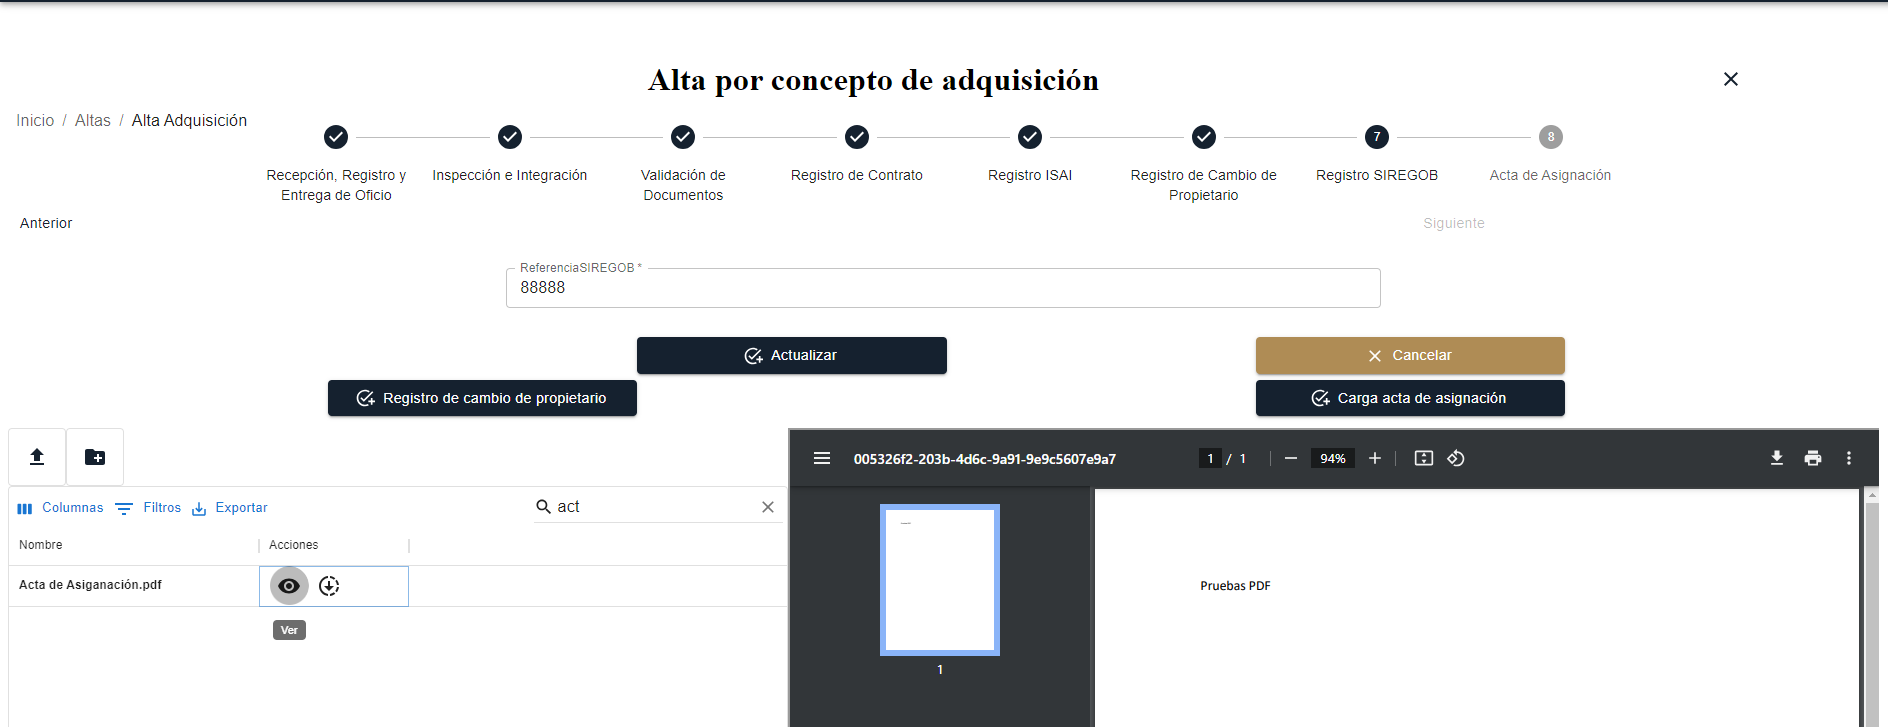 Alta por concepto de adquisición
Inicio / Altas / Alta Adquisición
Recepción, Registro y
Entrega de Oficio
Inspección e Integración
Validación de
Documentos
Registro de Contrato
Registro ISAI
Registro de Cambio de
Propietario
7
Registro SIREGOB
8
Acta de Asignación
Anterior
Siguiente
ReferenciaSIREGOB *
88888
Actualizar
Cancelar
Registro de cambio de propietario
Carga acta de asignación
Columnas
Filtros
Exportar
act
Nombre
Acciones
Acta de Asiganación.pdf
Ver
005326f2-203b-4d6c-9a91-9e9c5607e9a7
1 / 1
94%
1
Pruebas PDF